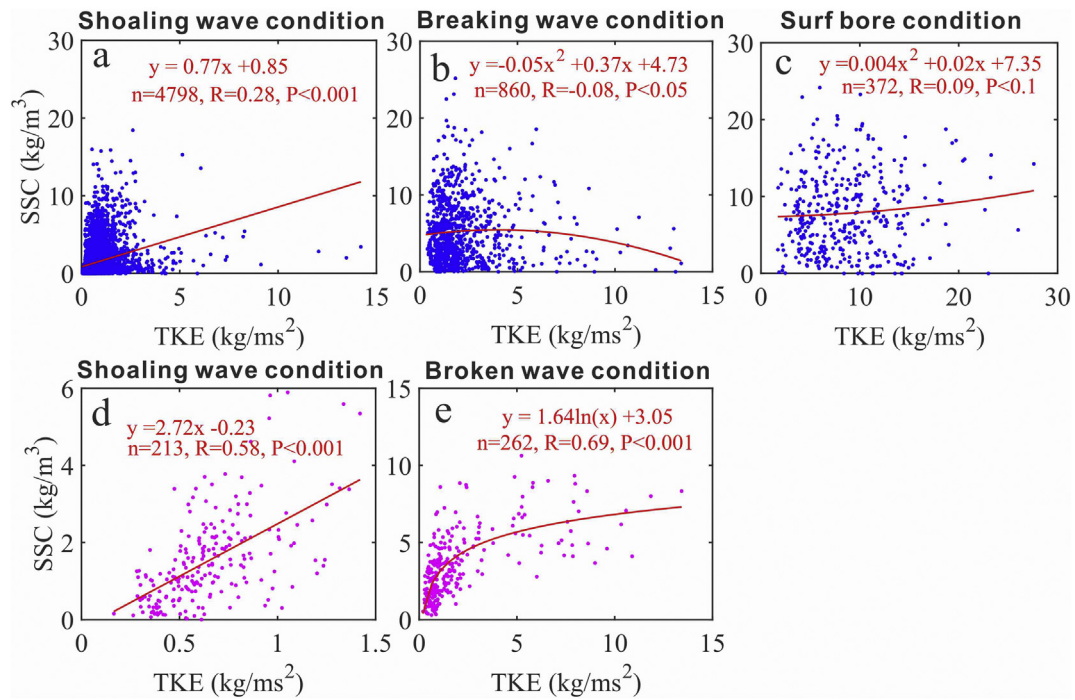 Shoaling wave condition
a
y = 0.77x +0.85
n=4798, R=0.28, P<0.001
SSC (kg/m³)
30
20
10
0
0 5 10 15
TKE (kg/ms²)
Breaking wave condition
b
y =-0.05x² +0.37x +4.73
n=860, R=-0.08, P<0.05
30
20
10
0
0 5 10 15
TKE (kg/ms²)
Surf bore condition
c
y =0.004x² +0.02x +7.35
n=372, R=0.09, P<0.1
30
20
10
0
0 10 20 30
TKE (kg/ms²)
Shoaling wave condition
d
y =2.72x -0.23
n=213, R=0.58, P<0.001
SSC (kg/m³)
6
4
2
0
0 0.5 1 1.5
TKE (kg/ms²)
Broken wave condition
e
y = 1.64ln(x) +3.05
n=262, R=0.69, P<0.001
15
10
5
0
0 5 10 15
TKE (kg/ms²)